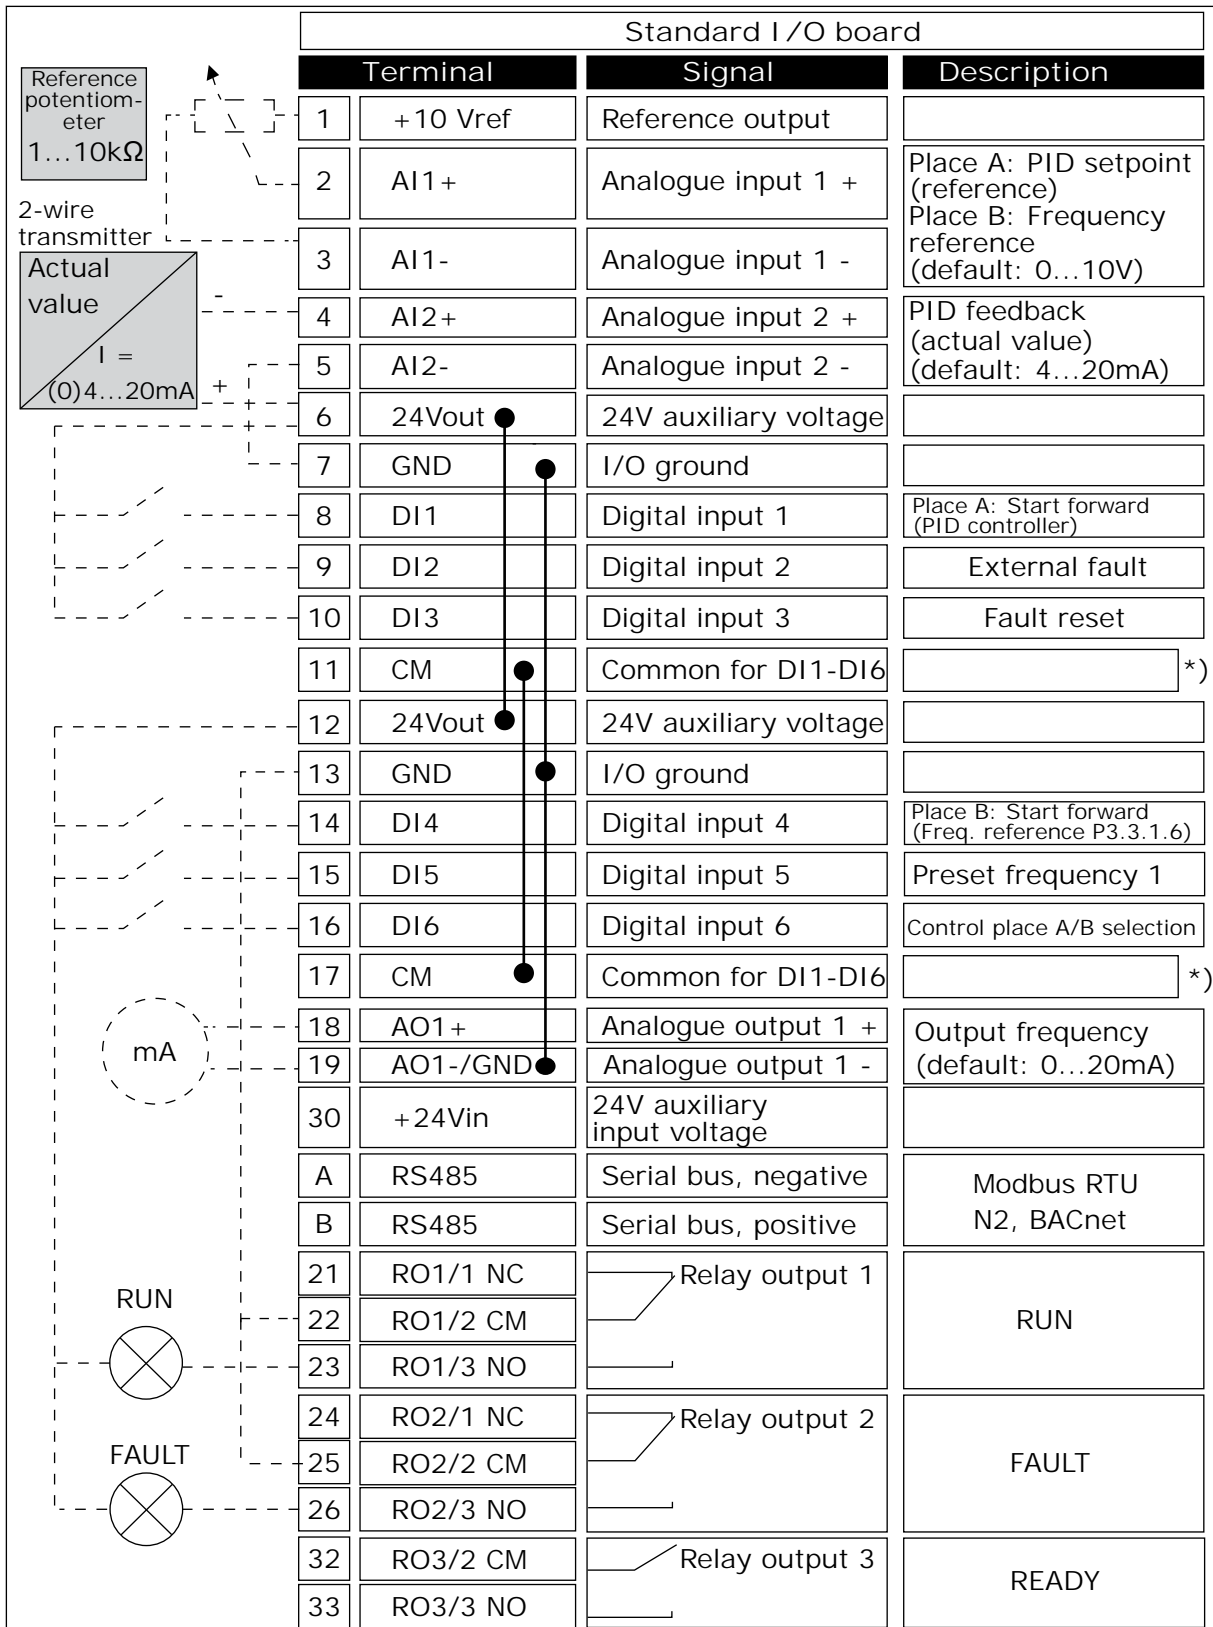 Standard I/O board
Terminal Signal Description
Reference
potentiom-
eter
1...10kΩ
1 +10 Vref Reference output
2 AI1+ Analogue input 1 +
Place A: PID setpoint
(reference)
Place B: Frequency
reference
(default: 0...10V)
2-wire
transmitter
3 AI1- Analogue input 1 -
Actual
value
I =
(0)4...20mA
-
+
4 AI2+ Analogue input 2 +
PID feedback
(actual value)
(default: 4...20mA)
5 AI2- Analogue input 2 -
6 24Vout 24V auxiliary voltage
7 GND I/O ground
8 DI1 Digital input 1
Place A: Start forward
(PID controller)
9 DI2 Digital input 2 External fault
10 DI3 Digital input 3 Fault reset
11 CM Common for DI1-DI6 *)
12 24Vout 24V auxiliary voltage
13 GND I/O ground
14 DI4 Digital input 4
Place B: Start forward
(Freq. reference P3.3.1.6)
15 DI5 Digital input 5 Preset frequency 1
16 DI6 Digital input 6 Control place A/B selection
17 CM Common for DI1-DI6 *)
mA
18 AO1+ Analogue output 1 +
Output frequency
(default: 0...20mA)
19 AO1-/GND Analogue output 1 -
30 +24Vin
24V auxiliary
input voltage
A RS485 Serial bus, negative
Modbus RTU
N2, BACnet
B RS485 Serial bus, positive
21 RO1/1 NC Relay output 1
RUN
22 RO1/2 CM RUN
23 RO1/3 NO
24 RO2/1 NC Relay output 2
FAULT
25 RO2/2 CM FAULT
26 RO2/3 NO
32 RO3/2 CM Relay output 3
READY
33 RO3/3 NO